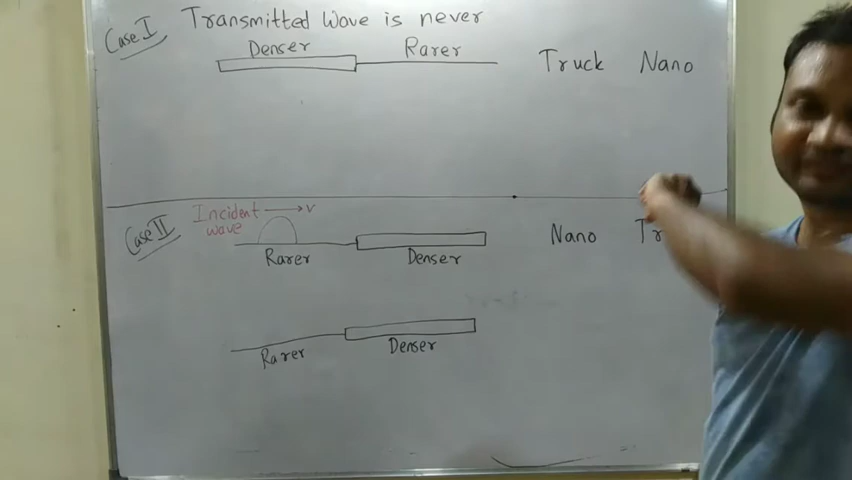 Case I Transmitted Wave is never
Denser Rarer Truck Nano
Case II Incident wave v
Nano
Rarer Denser
Rarer Denser